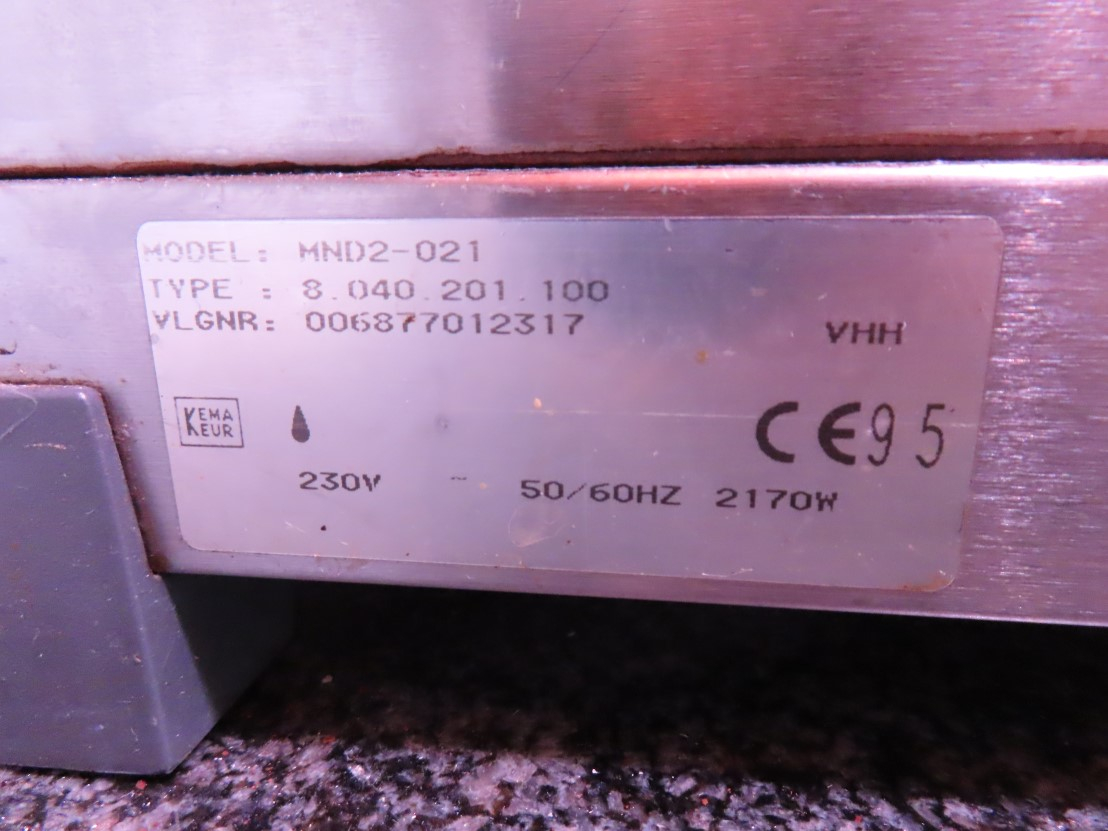 MODEL: MND2-021
TYPE : 8.040.201.100
VLGNR: 006877012317
VHH
KEMA
KEUR
CE95
230V ~ 50/60HZ 2170W